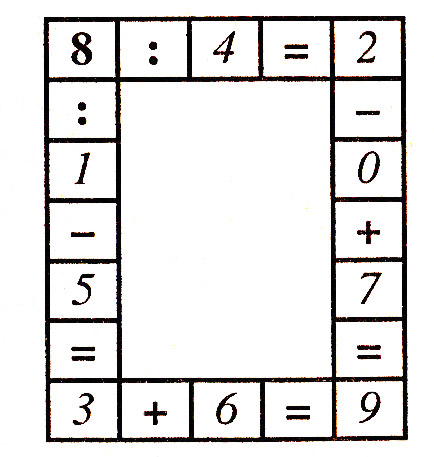 8 : 4 = 2
: −
1 0
− +
5 7
= =
3 + 6 = 9